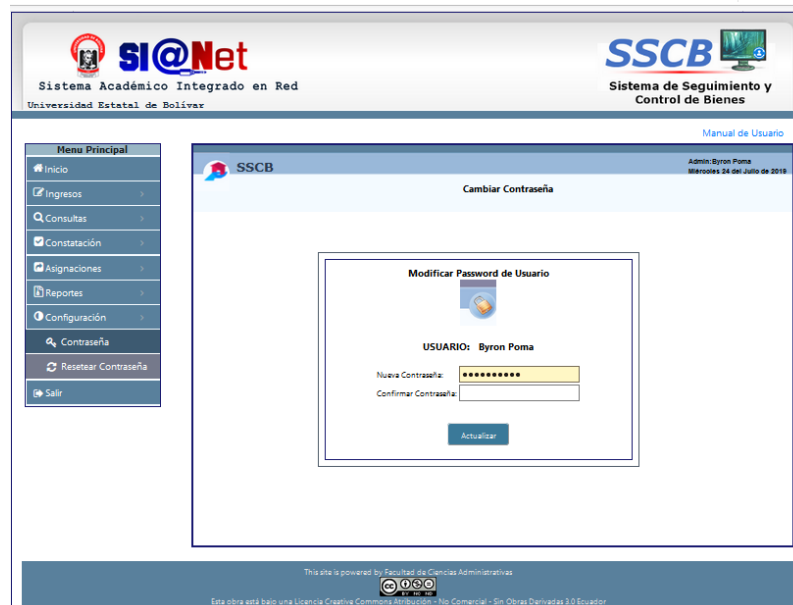 SI@Net
Sistema Académico Integrado en Red
Universidad Estatal de Bolívar
SSCB
Sistema de Seguimiento y
Control de Bienes
Manual de Usuario
Menu Principal
Inicio
Ingresos
Consultas
Constatación
Asignaciones
Reportes
Configuración
Contraseña
Resetear Contraseña
Salir
SSCB
Admin:Byron Poma
Miercoles 24 del Julio de 2019
Cambiar Contraseña
Modificar Password de Usuario
USUARIO: Byron Poma
Nueva Contraseña:
Confirmar Contraseña:
Actualizar
This site is powered by Facultad de Ciencias Administrativas
BY NC ND
Esta obra está bajo una Licencia Creative Commons Atribución - No Comercial - Sin Obras Derivadas 3.0 Ecuador